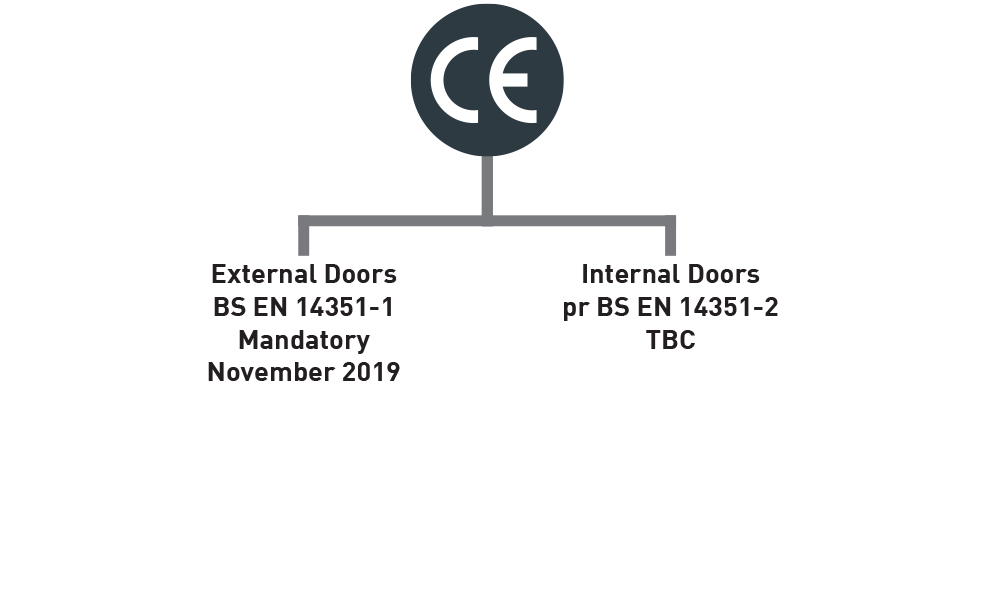 CE
External Doors
BS EN 14351-1
Mandatory
November 2019
Internal Doors
pr BS EN 14351-2
TBC